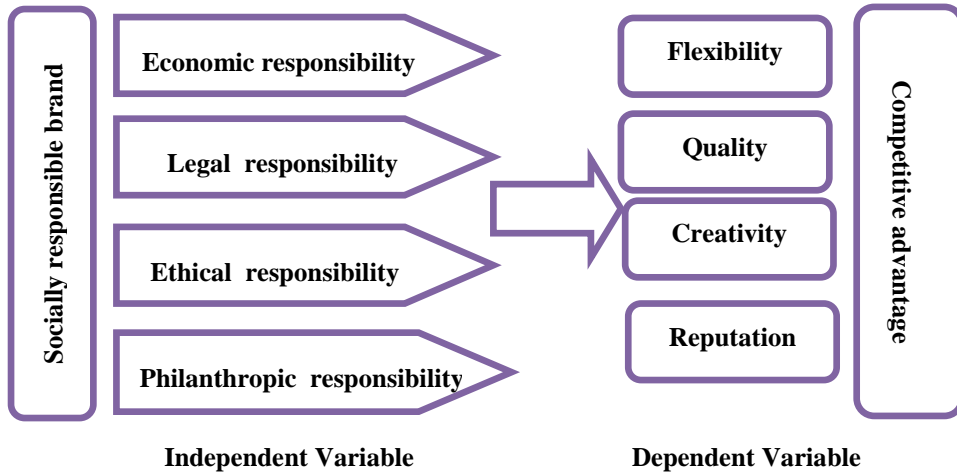 Socially responsible brand
Economic responsibility
Legal responsibility
Ethical responsibility
Philanthropic responsibility
Flexibility
Quality
Creativity
Reputation
Competitive advantage
Independent Variable
Dependent Variable